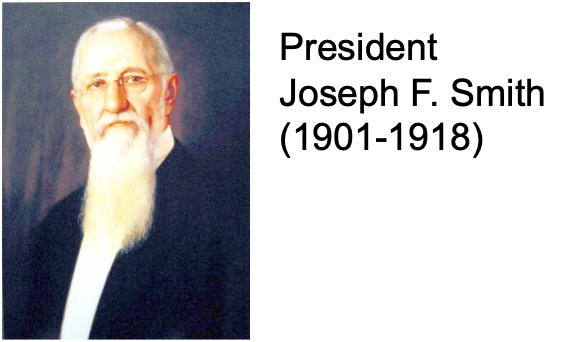 President
Joseph F. Smith
(1901-1918)